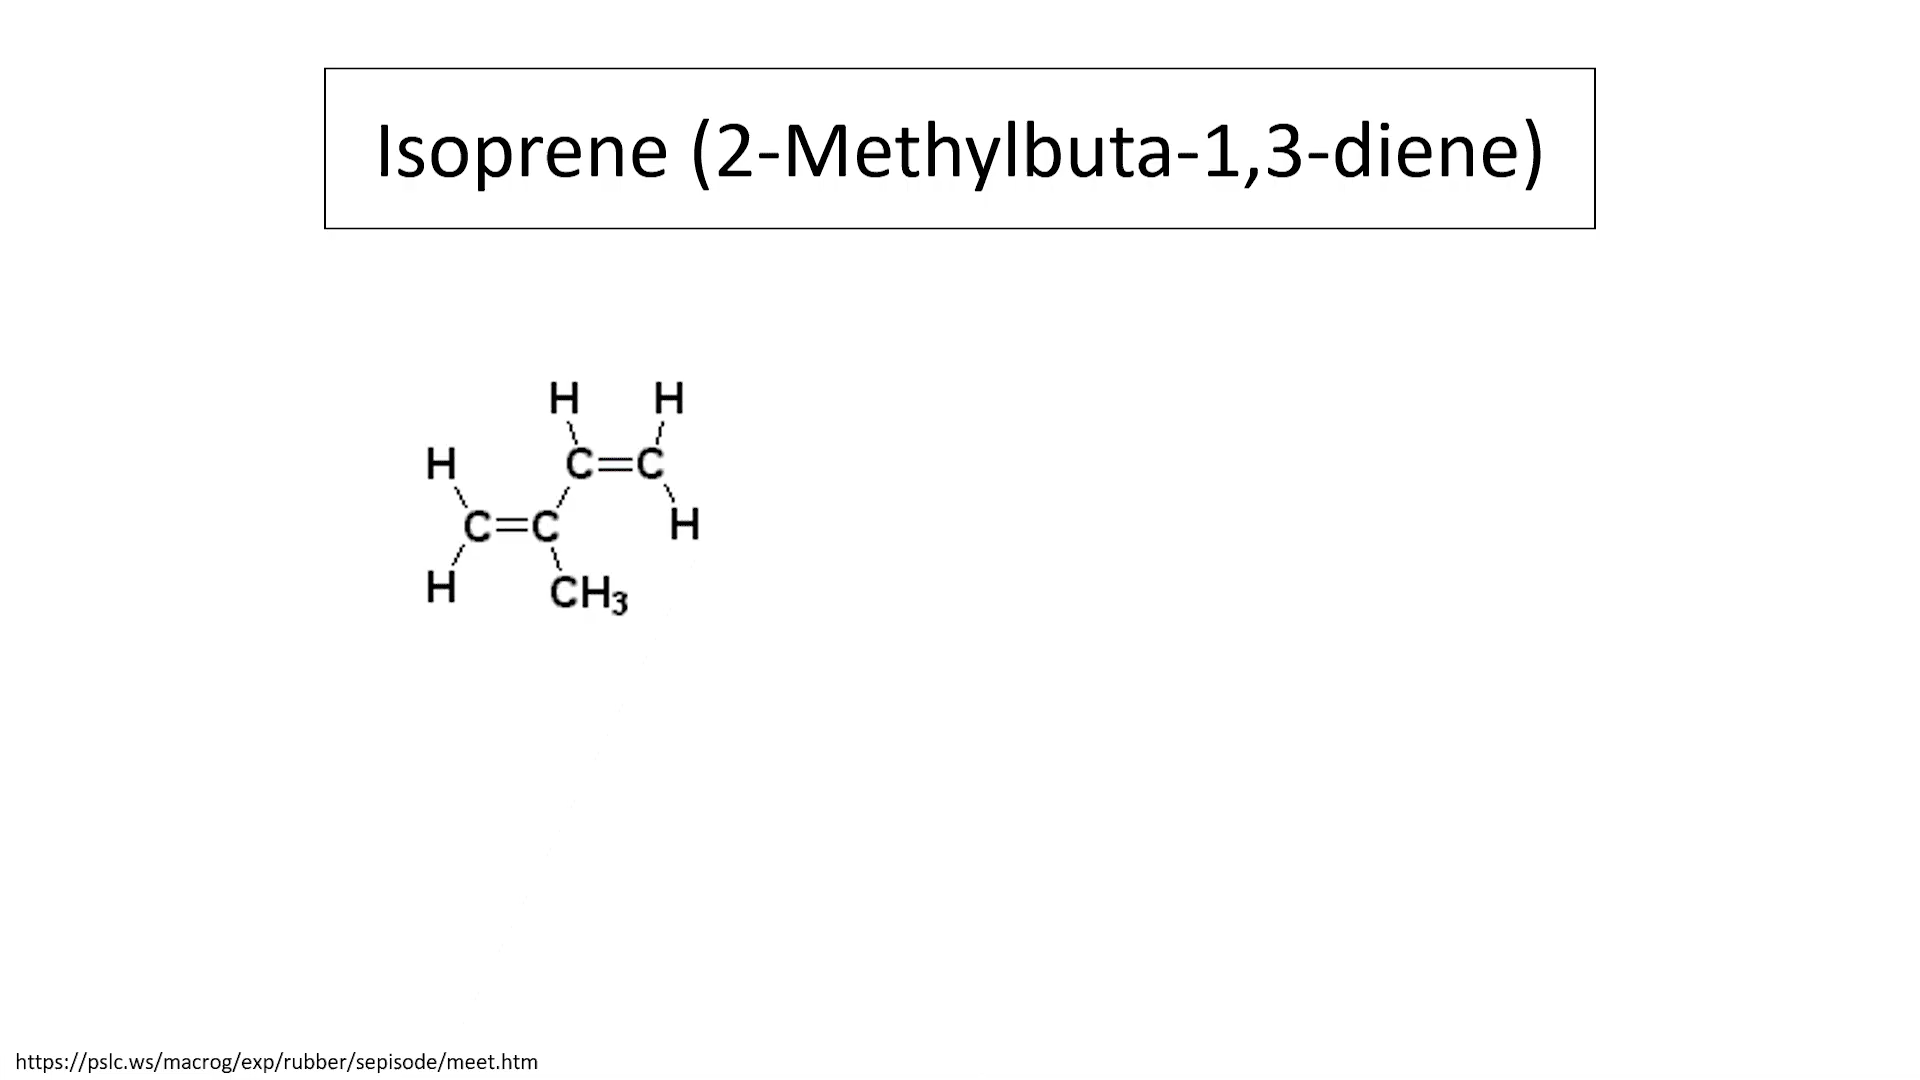 Isoprene (2-Methylbuta-1,3-diene)
H H
H C=C
C=C H
H CH3
https://pslc.ws/macrog/exp/rubber/sepisode/meet.htm